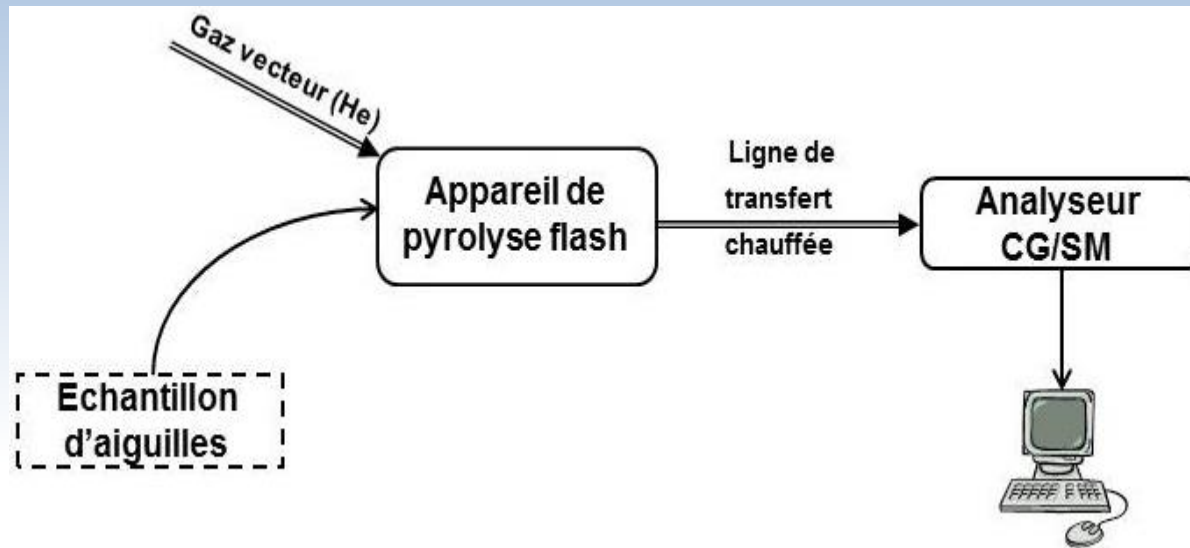 Gaz vecteur (He)
Appareil de
pyrolyse flash
Ligne de
transfert
chauffée
Analyseur
CG/SM
Echantillon
d'aiguilles